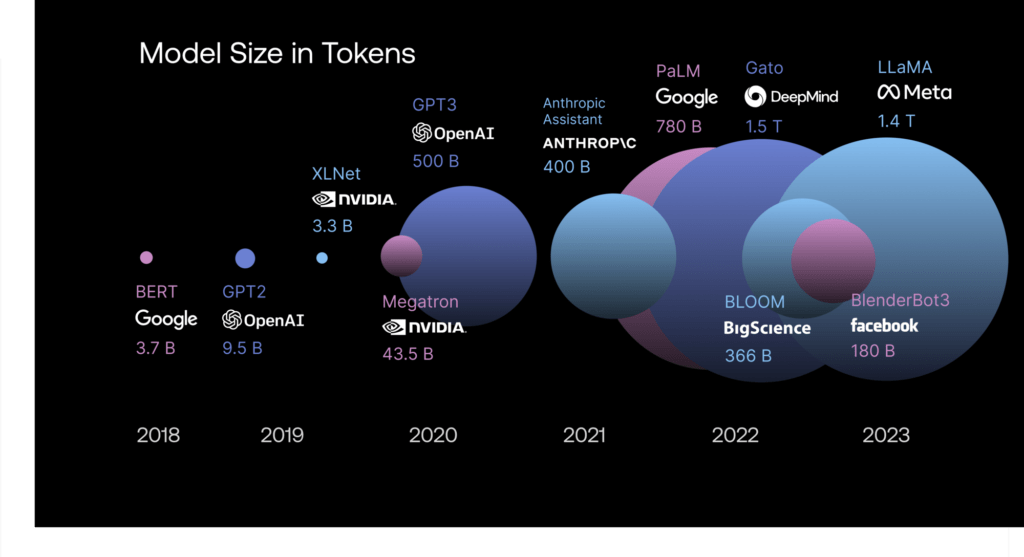 Model Size in Tokens
BERT
Google
3.7 B
GPT2
OpenAI
9.5 B
XLNet
NVIDIA.
3.3 B
Megatron
NVIDIA.
43.5 B
GPT3
OpenAI
500 B
Anthropic
Assistant
ANTHROP\C
400 B
PaLM
Google
780 B
Gato
DeepMind
1.5 T
BLOOM
BigScience
366 B
BlenderBot3
facebook
180 B
LLaMA
Meta
1.4 T
2018
2019
2020
2021
2022
2023